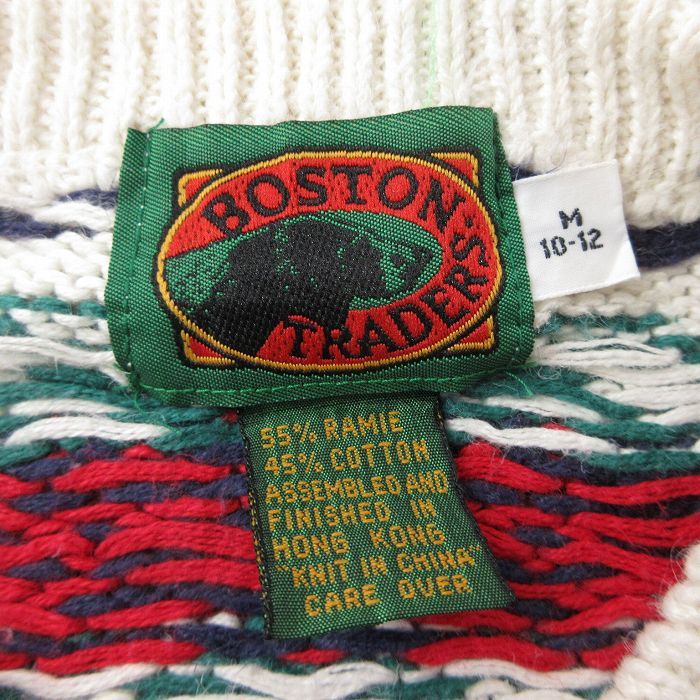 BOSTON
TRADERS
M
10-12
55% RAMIE
45% COTTON
ASSEMBLED AND
FINISHED IN
HONG KONG
"KNIT IN CHINA"
CARE OVER